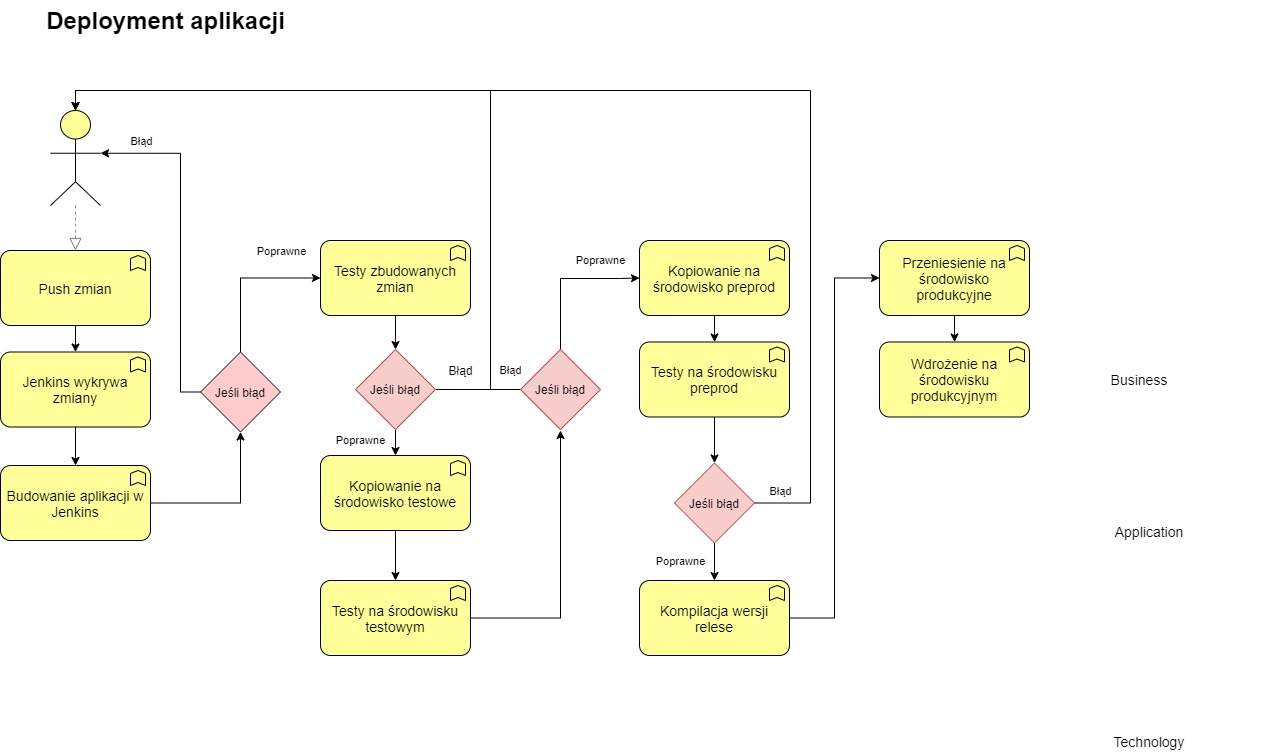 Deployment aplikacji
Błąd
Push zmian
Jenkins wykrywa
zmiany
Budowanie aplikacji w
Jenkins
Jeśli błąd
Poprawne
Testy zbudowanych
zmian
Jeśli błąd
Błąd
Poprawne
Kopiowanie na
środowisko testowe
Testy na środowisku
testowym
Błąd
Jeśli błąd
Poprawne
Kopiowanie na
środowisko preprod
Testy na środowisku
preprod
Jeśli błąd
Błąd
Poprawne
Kompilacja wersji
relese
Przeniesienie na
środowisko
produkcyjne
Wdrożenie na
środowisku
produkcyjnym
Business
Application
Technology